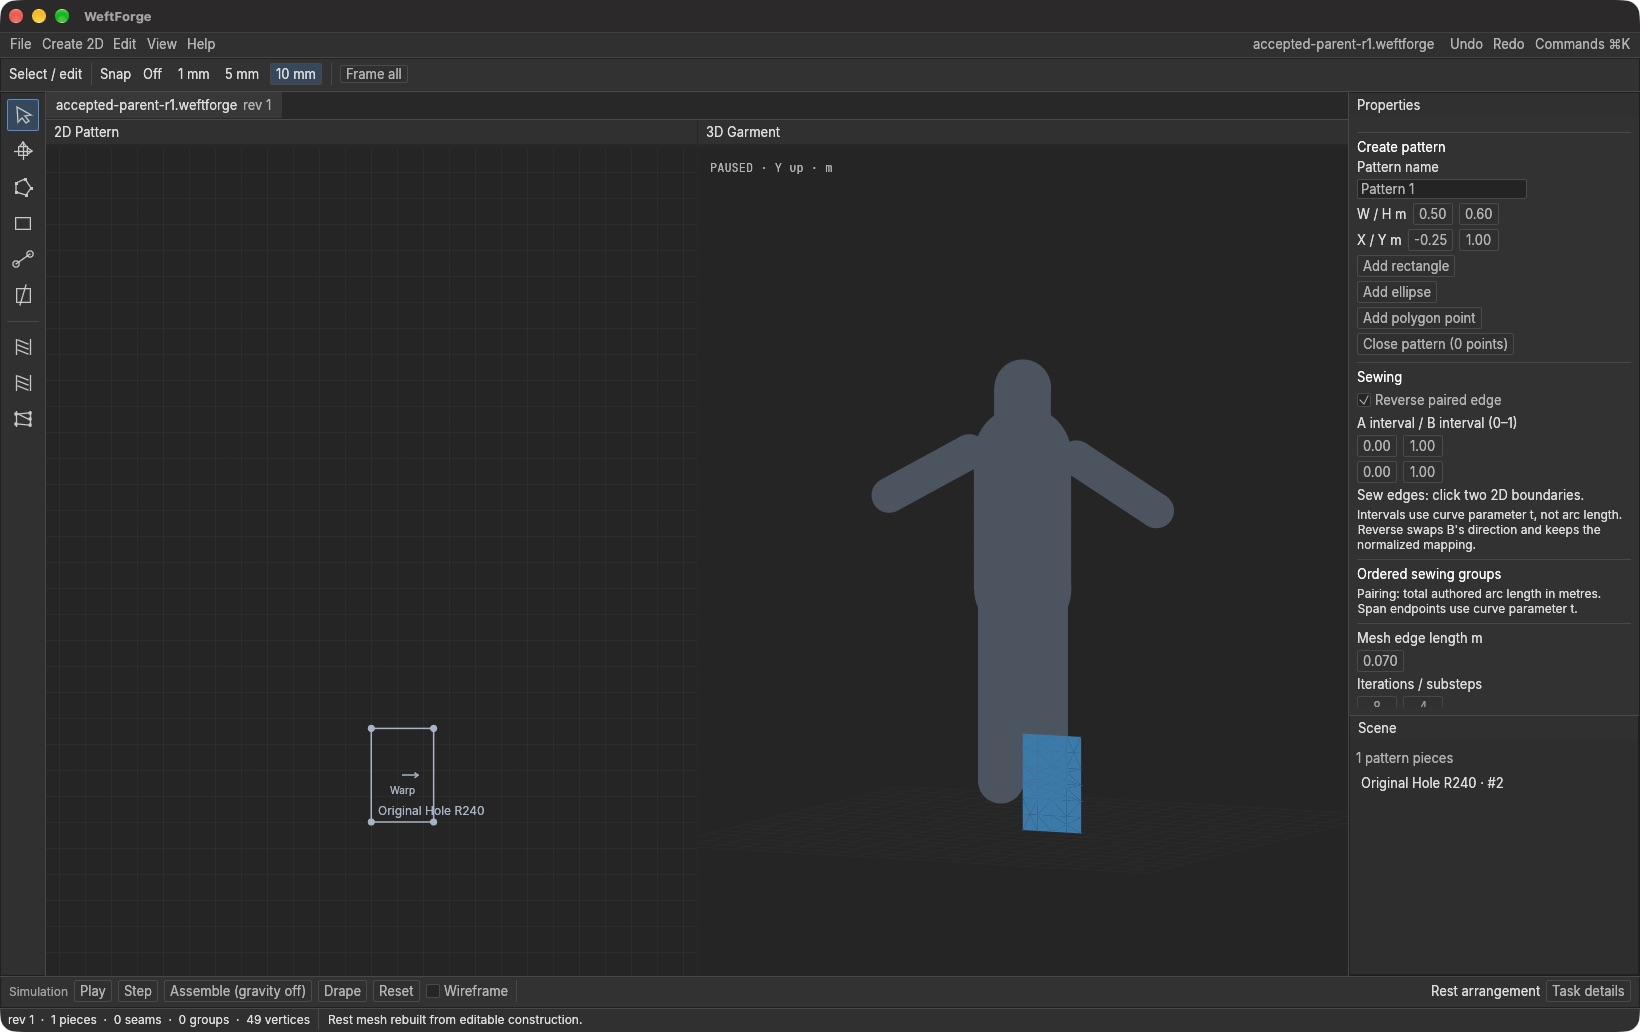 WeftForge
File Create 2D Edit View Help accepted-parent-r1.weftforge Undo Redo Commands ⌘K
Select / edit Snap Off 1 mm 5 mm 10 mm Frame all
accepted-parent-r1.weftforge rev 1
2D Pattern
Warp
Original Hole R240
3D Garment
PAUSED · Y up · m
Properties
Create pattern
Pattern name
Pattern 1
W / H m 0.50 0.60
X / Y m -0.25 1.00
Add rectangle
Add ellipse
Add polygon point
Close pattern (0 points)
Sewing
Reverse paired edge
A interval / B interval (0–1)
0.00 1.00
0.00 1.00
Sew edges: click two 2D boundaries.
Intervals use curve parameter t, not arc length.
Reverse swaps B's direction and keeps the
normalized mapping.
Ordered sewing groups
Pairing: total authored arc length in metres.
Span endpoints use curve parameter t.
Mesh edge length m
0.070
Iterations / substeps
Scene
1 pattern pieces
Original Hole R240 · #2
Simulation Play Step Assemble (gravity off) Drape Reset Wireframe Rest arrangement Task details
rev 1 · 1 pieces · 0 seams · 0 groups · 49 vertices Rest mesh rebuilt from editable construction.